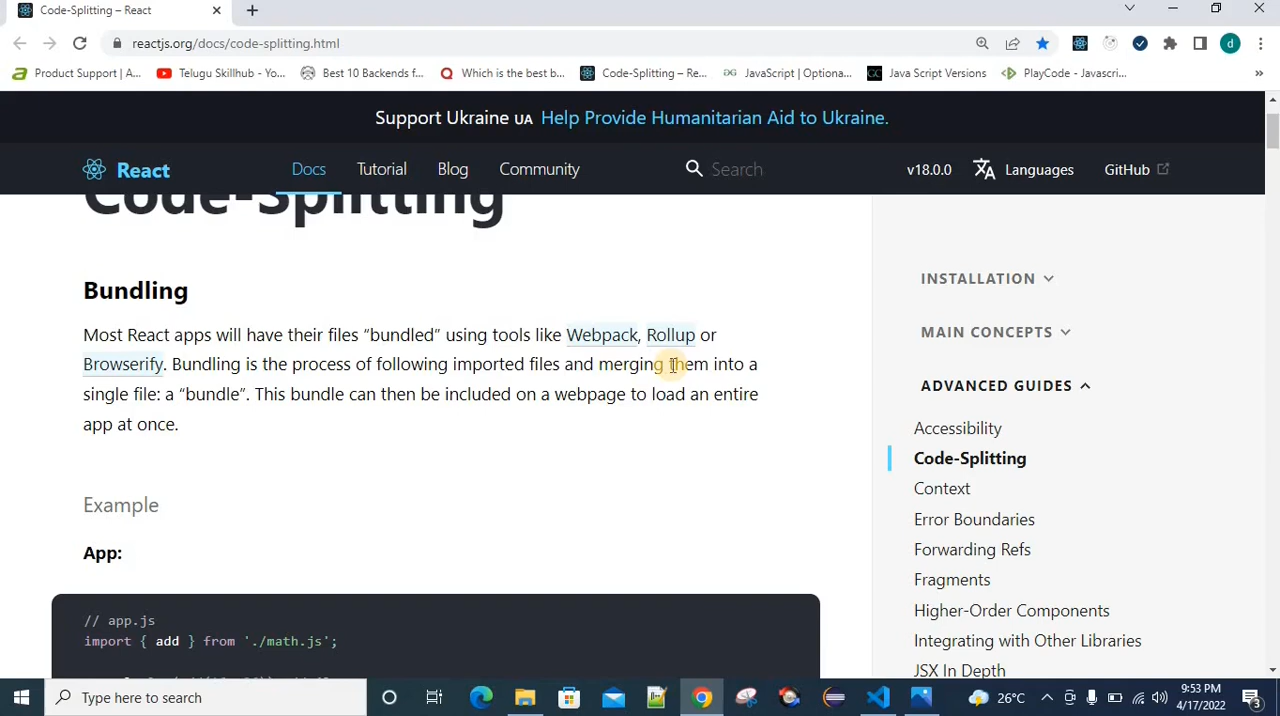 Code-Splitting – React
reactjs.org/docs/code-splitting.html
d
Product Support | A...
Telugu Skillhub - Yo...
Best 10 Backends f...
Which is the best b...
Code-Splitting – Re...
JavaScript | Optiona...
Java Script Versions
PlayCode - Javascri...
»
Support Ukraine UA Help Provide Humanitarian Aid to Ukraine.
React
Docs
Tutorial
Blog
Community
Search
v18.0.0
Languages
GitHub
Code-Splitting
Bundling
Most React apps will have their files “bundled” using tools like Webpack, Rollup or
Browserify. Bundling is the process of following imported files and merging them into a
single file: a “bundle”. This bundle can then be included on a webpage to load an entire
app at once.
Example
App:
// app.js
import { add } from './math.js';
INSTALLATION
MAIN CONCEPTS
ADVANCED GUIDES
Accessibility
Code-Splitting
Context
Error Boundaries
Forwarding Refs
Fragments
Higher-Order Components
Integrating with Other Libraries
JSX In Depth
Type here to search
26°C
9:53 PM
4/17/2022
3